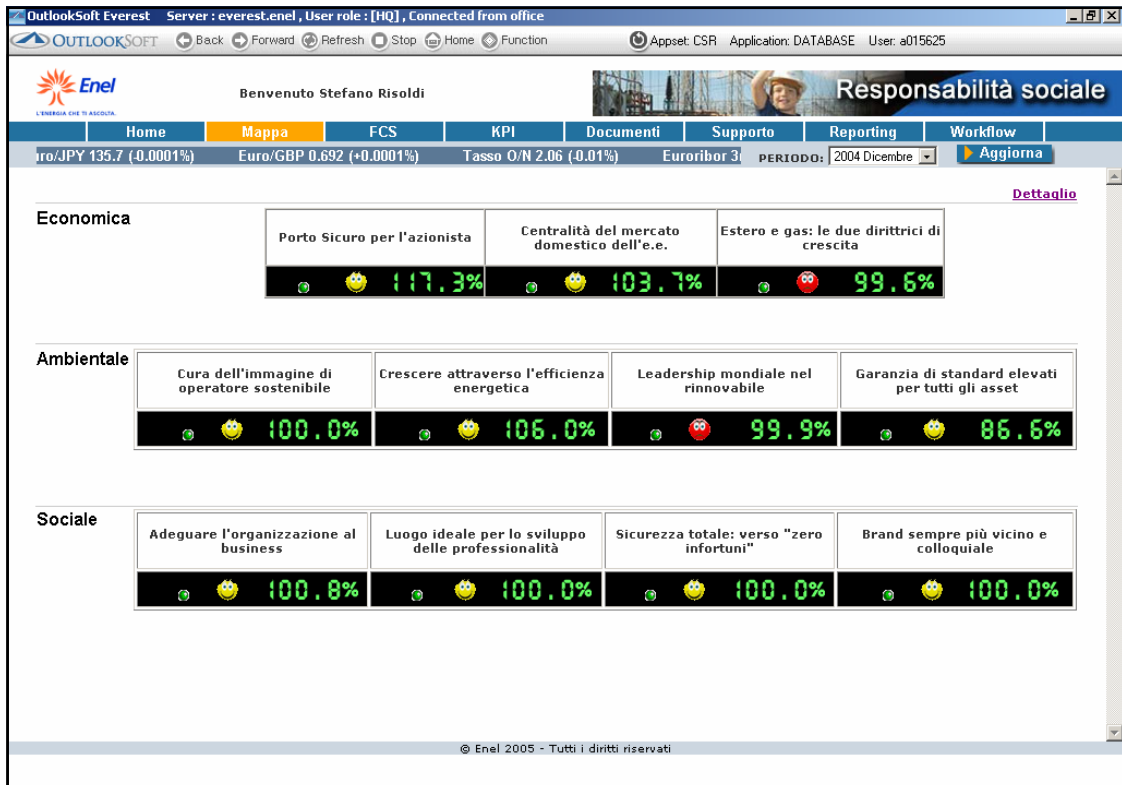 OutlookSoft Everest Server : everest.enel , User role : [HQ] , Connected from office
OUTLOOKSOFT Back Forward Refresh Stop Home Function Appset: CSR Application: DATABASE User: a015625
Enel
L'ENERGIA CHE TI ASCOLTA.
Benvenuto Stefano Risoldi
Responsabilità sociale
Home Mappa FCS KPI Documenti Supporto Reporting Workflow
iro/JPY 135.7 (-0.0001%) Euro/GBP 0.692 (+0.0001%) Tasso O/N 2.06 (-0.01%) Euroribor 3( PERIODO: 2004 Dicembre Aggiorna
Dettaglio
Economica
Porto Sicuro per l'azionista
Centralità del mercato
domestico dell'e.e.
Estero e gas: le due dirittrici di
crescita
117.3% 103.7% 99.6%
Ambientale
Cura dell'immagine di
operatore sostenibile
Crescere attraverso l'efficienza
energetica
Leadership mondiale nel
rinnovabile
Garanzia di standard elevati
per tutti gli asset
100.0% 106.0% 99.9% 86.6%
Sociale
Adeguare l'organizzazione al
business
Luogo ideale per lo sviluppo
delle professionalità
Sicurezza totale: verso "zero
infortuni"
Brand sempre più vicino e
colloquiale
100.8% 100.0% 100.0% 100.0%
© Enel 2005 - Tutti i diritti riservati